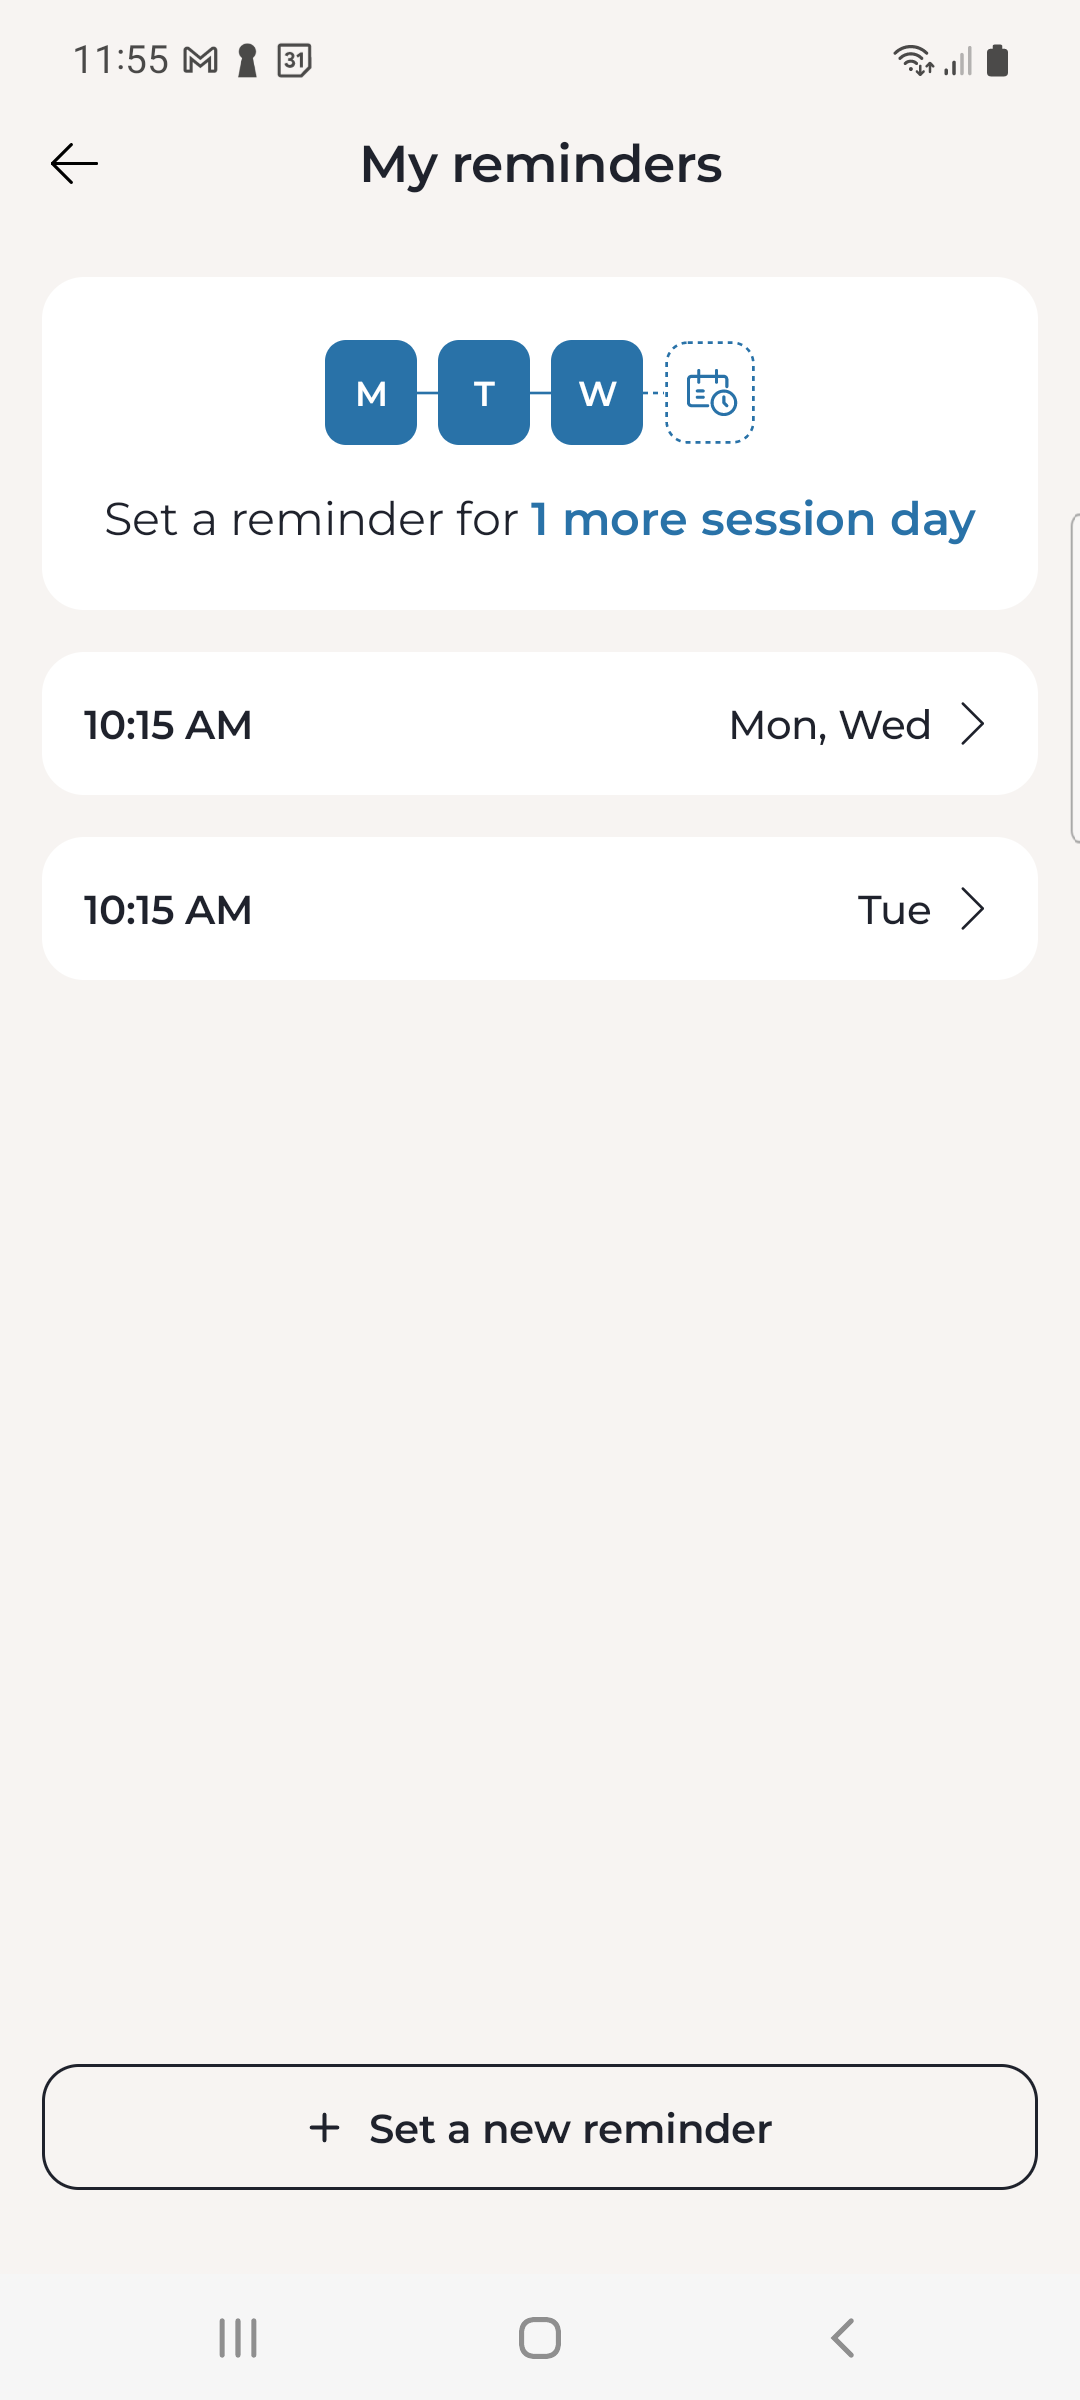 11:55 31
My reminders
M T W
Set a reminder for 1 more session day
10:15 AM Mon, Wed
10:15 AM Tue
+ Set a new reminder